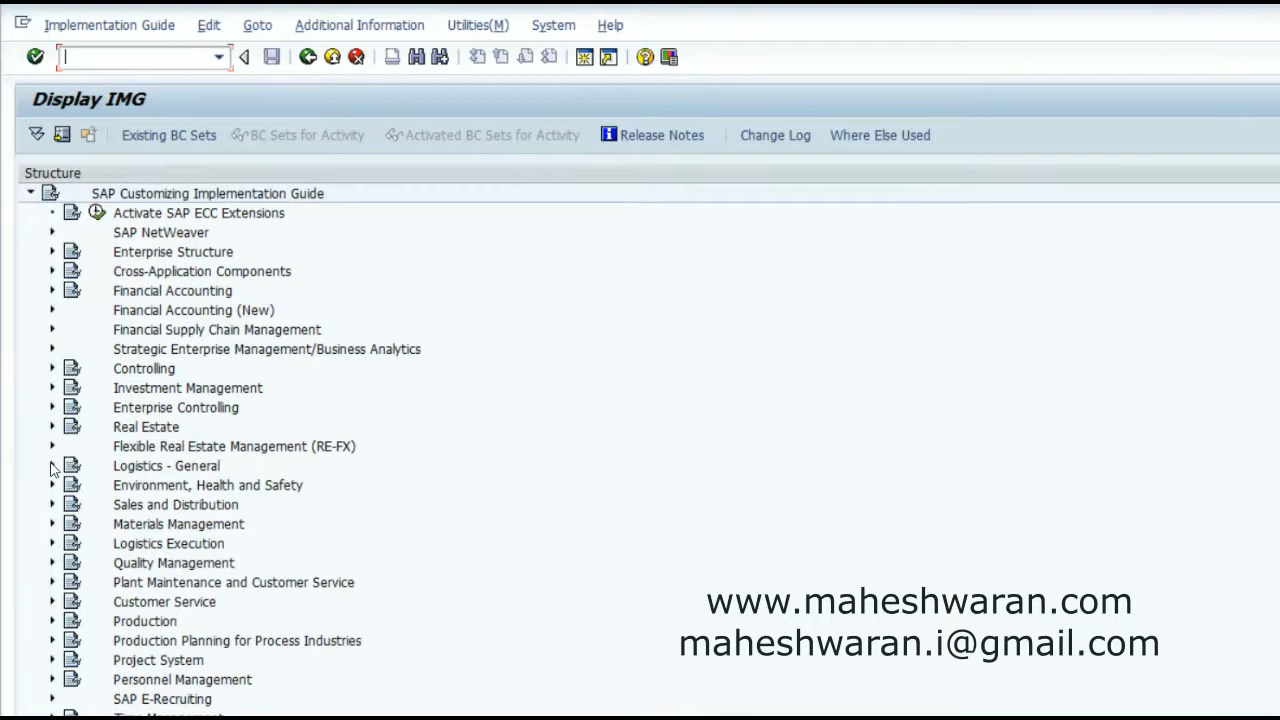 Implementation Guide Edit Goto Additional Information Utilities(M) System Help
Display IMG
Existing BC Sets BC Sets for Activity Activated BC Sets for Activity Release Notes Change Log Where Else Used
Structure
SAP Customizing Implementation Guide
Activate SAP ECC Extensions
SAP NetWeaver
Enterprise Structure
Cross-Application Components
Financial Accounting
Financial Accounting (New)
Financial Supply Chain Management
Strategic Enterprise Management/Business Analytics
Controlling
Investment Management
Enterprise Controlling
Real Estate
Flexible Real Estate Management (RE-FX)
Logistics - General
Environment, Health and Safety
Sales and Distribution
Materials Management
Logistics Execution
Quality Management
Plant Maintenance and Customer Service
Customer Service
Production
Production Planning for Process Industries
Project System
Personnel Management
SAP E-Recruiting
www.maheshwaran.com
maheshwaran.i@gmail.com